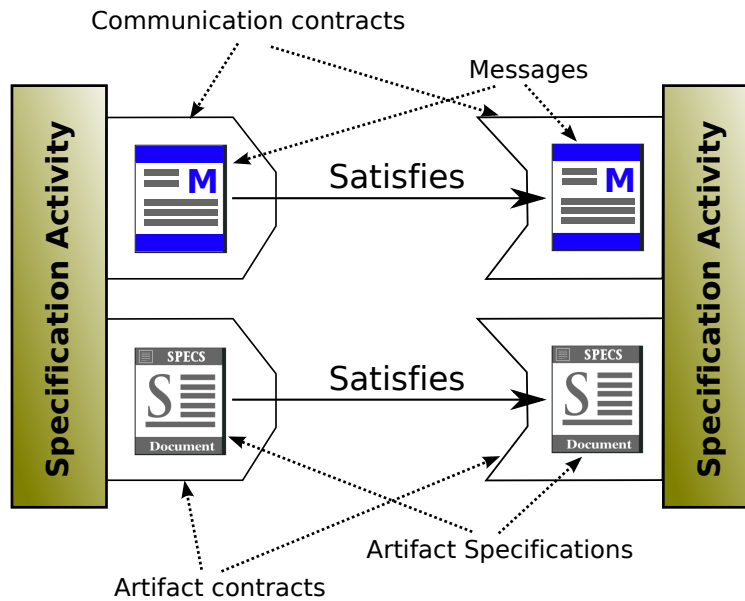 Communication contracts
Messages
Specification Activity
M
Satisfies
M
Specification Activity
SPECS
S
Document
Satisfies
SPECS
S
Document
Artifact Specifications
Artifact contracts